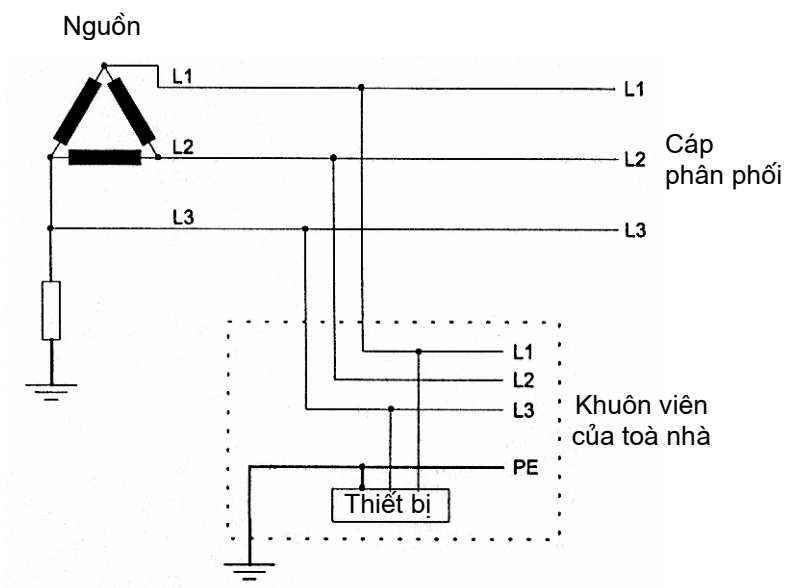 Nguồn
L1
L1
L2
L2
Cáp
phân phối
L3
L3
L1
L2
L3
Khuôn viên
của toà nhà
PE
Thiết bị